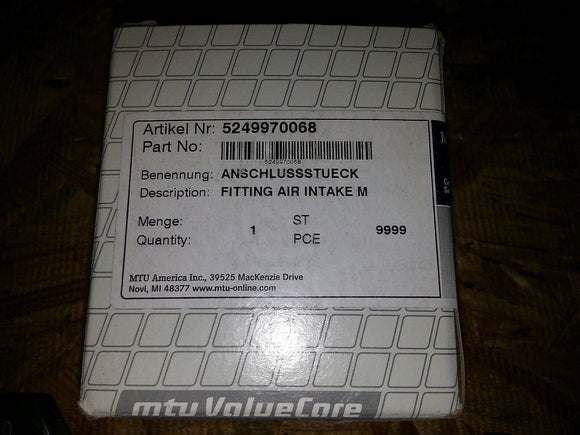 Artikel Nr: 5249970068
Part No:
5249970068
Benennung: ANSCHLUSSSTUECK
Description: FITTING AIR INTAKE M
Menge: 1 ST 9999
Quantity: PCE
MTU America Inc., 39525 MacKenzie Drive
Novi, MI 48377 www.mtu-online.com
mtu ValueCore